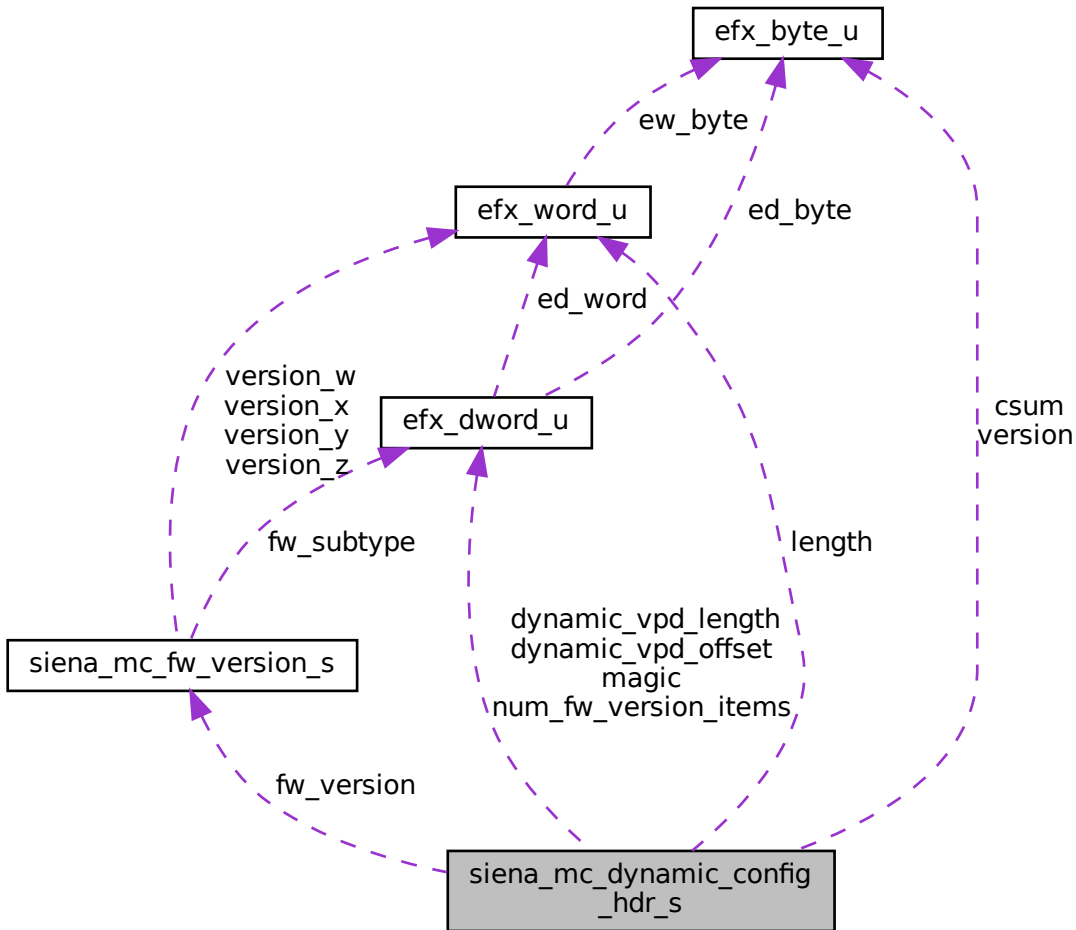 efx_byte_u
ew_byte
efx_word_u
ed_byte
ed_word
version_w
version_x
version_y
version_z
efx_dword_u
csum
version
fw_subtype
length
dynamic_vpd_length
dynamic_vpd_offset
magic
num_fw_version_items
siena_mc_fw_version_s
fw_version
siena_mc_dynamic_config
_hdr_s